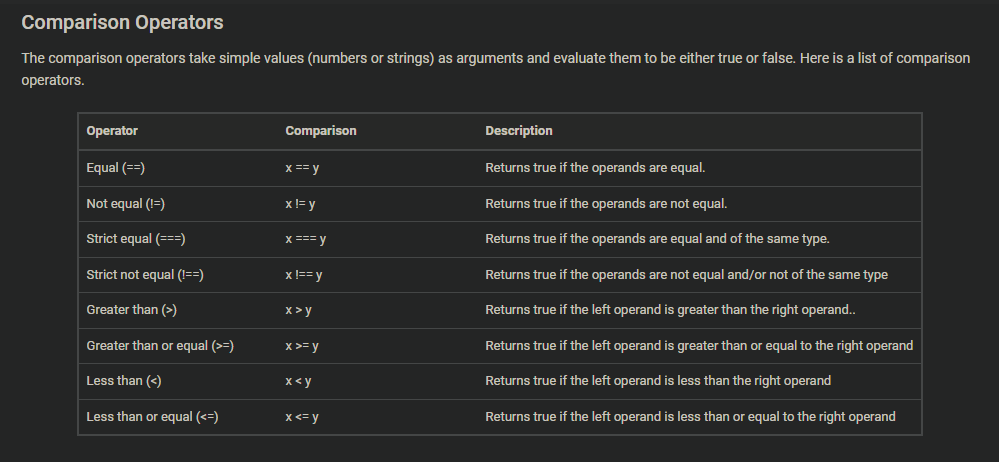 Comparison Operators
The comparison operators take simple values (numbers or strings) as arguments and evaluate them to be either true or false. Here is a list of comparison
operators.
Operator Comparison Description
Equal (==) x == y Returns true if the operands are equal.
Not equal (!=) x != y Returns true if the operands are not equal.
Strict equal (===) x === y Returns true if the operands are equal and of the same type.
Strict not equal (!==) x !== y Returns true if the operands are not equal and/or not of the same type
Greater than (>) x > y Returns true if the left operand is greater than the right operand..
Greater than or equal (>=) x >= y Returns true if the left operand is greater than or equal to the right operand
Less than (<) x < y Returns true if the left operand is less than the right operand
Less than or equal (<=) x <= y Returns true if the left operand is less than or equal to the right operand